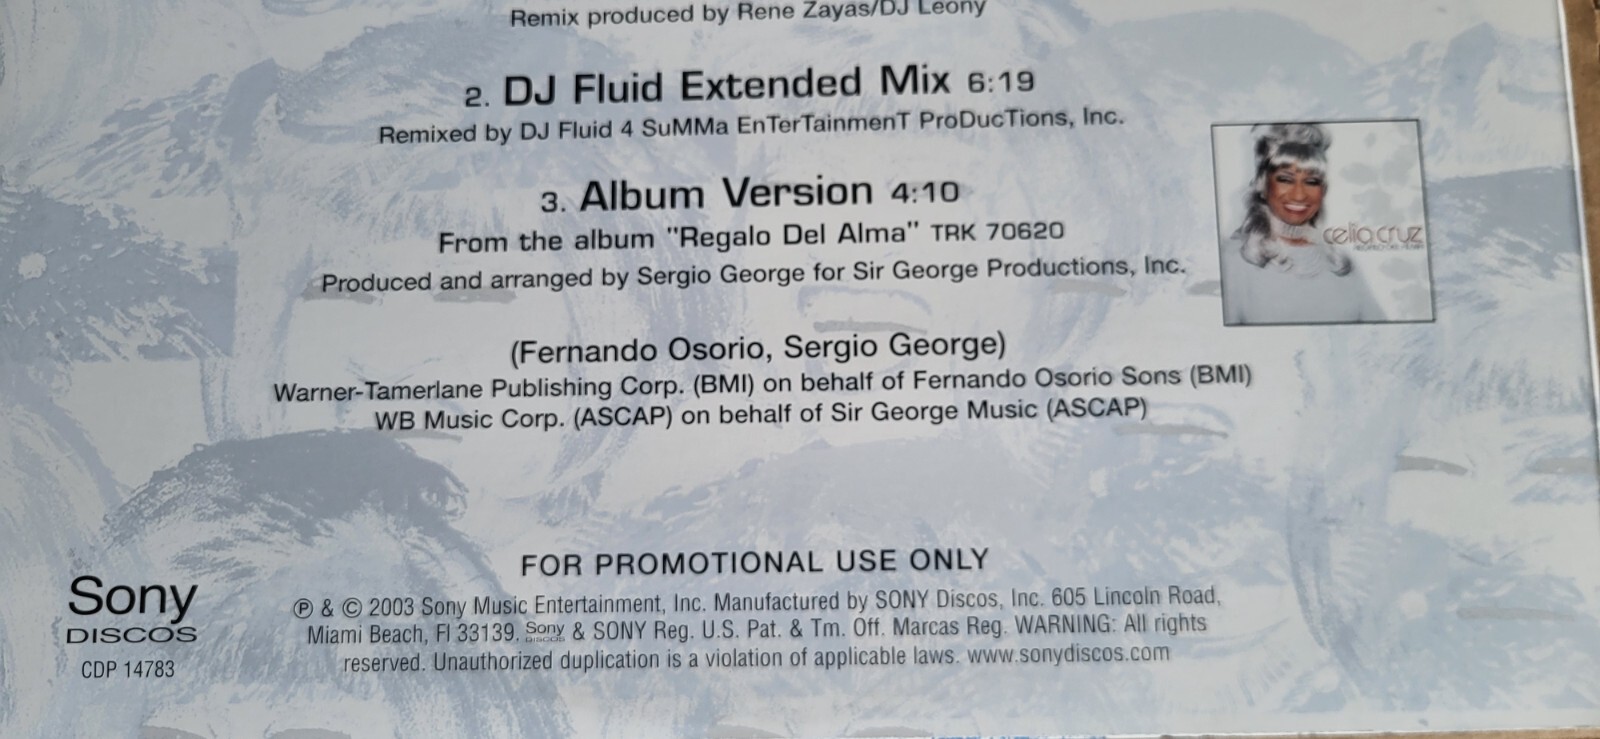 Remix produced by Rene Zayas/DJ Leony
2. DJ Fluid Extended Mix 6:19
Remixed by DJ Fluid 4 SuMMa EnTerTainmenT ProDucTions, Inc.
3. Album Version 4:10
From the album "Regalo Del Alma" TRK 70620
Produced and arranged by Sergio George for Sir George Productions, Inc.
celia cruz
(Fernando Osorio, Sergio George)
Warner-Tamerlane Publishing Corp. (BMI) on behalf of Fernando Osorio Sons (BMI)
WB Music Corp. (ASCAP) on behalf of Sir George Music (ASCAP)
FOR PROMOTIONAL USE ONLY
Sony
DISCOS
CDP 14783
℗ & © 2003 Sony Music Entertainment, Inc. Manufactured by SONY Discos, Inc. 605 Lincoln Road,
Miami Beach, Fl 33139. Sony DISCOS & SONY Reg. U.S. Pat. & Tm. Off. Marcas Reg. WARNING: All rights
reserved. Unauthorized duplication is a violation of applicable laws. www.sonydiscos.com